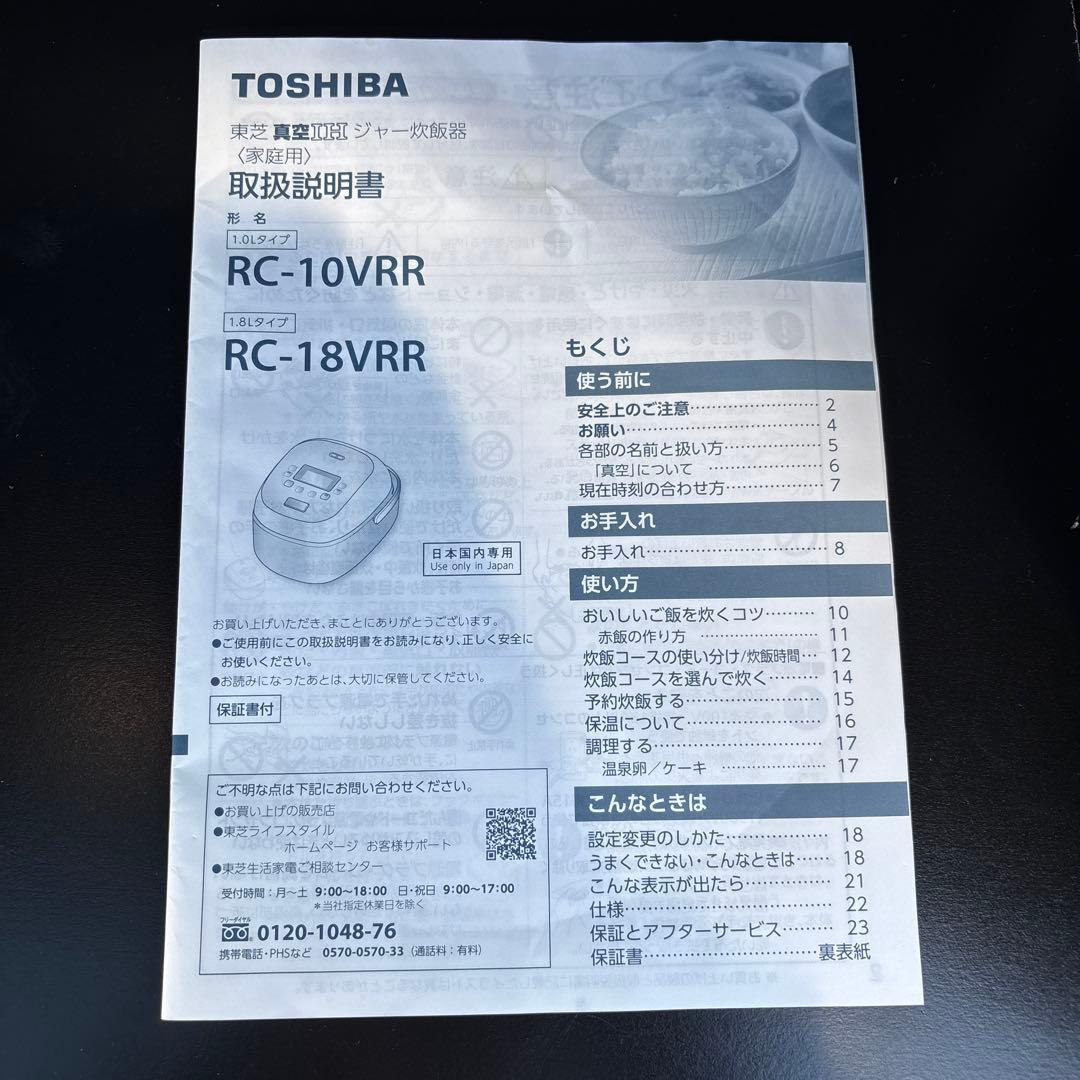 TOSHIBA
東芝 真空IH ジャー炊飯器
〈家庭用〉
取扱説明書
形 名
1.0Lタイプ
RC-10VRR
1.8Lタイプ
RC-18VRR
日本国内専用
Use only in Japan
お買い上げいただき、まことにありがとうございます。
●ご使用前にこの取扱説明書をお読みになり、正しく安全に
お使いください。
●お読みになったあとは、大切に保管してください。
保証書付
ご不明な点は下記にお問い合わせください。
●お買い上げの販売店
●東芝ライフスタイル
ホームページ お客様サポート
●東芝生活家電ご相談センター
受付時間：月〜土 9:00〜18:00 日・祝日 9:00〜17:00
＊当社指定休業日を除く
フリーダイヤル
0120-1048-76
携帯電話・PHSなど 0570-0570-33（通話料：有料）
もくじ
使う前に
安全上のご注意…………………… 2
お願い…………………………… 4
各部の名前と扱い方……………… 5
「真空」について ……………… 6
現在時刻の合わせ方……………… 7
お手入れ
お手入れ………………………… 8
使い方
おいしいご飯を炊くコツ……… 10
赤飯の作り方 ……………… 11
炊飯コースの使い分け/炊飯時間… 12
炊飯コースを選んで炊く……… 14
予約炊飯する………………… 15
保温について………………… 16
調理する……………………… 17
温泉卵／ケーキ …………… 17
こんなときは
設定変更のしかた…………… 18
うまくできない・こんなときは…… 18
こんな表示が出たら………… 21
仕様…………………………… 22
保証とアフターサービス……… 23
保証書………………………裏表紙